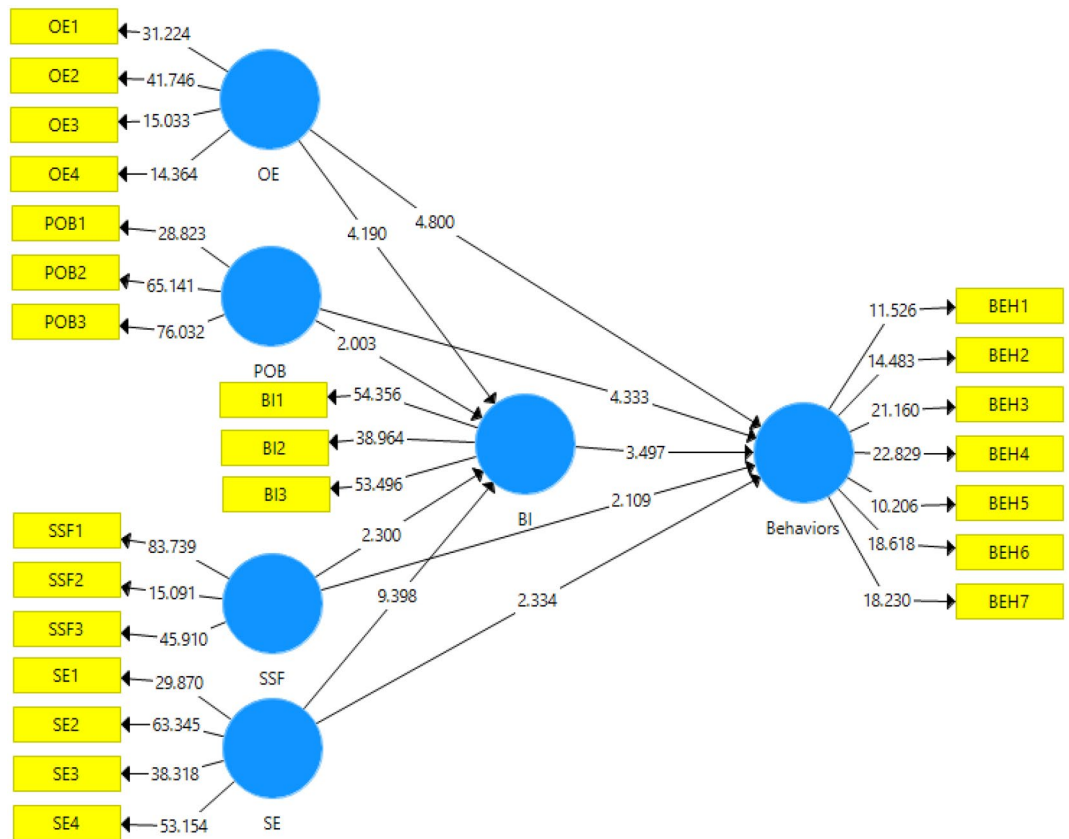 OE1
31.224
OE2
41.746
OE3
15.033
OE4
14.364
OE
POB1
28.823
POB2
65.141
POB3
76.032
POB
4.190
4.800
2.003
4.333
BI1
54.356
BI2
38.964
BI3
53.496
BI
3.497
2.109
2.300
9.398
2.334
SSF1
83.739
SSF2
15.091
SSF3
45.910
SSF
SE1
29.870
SE2
63.345
SE3
38.318
SE4
53.154
SE
Behaviors
11.526
BEH1
14.483
BEH2
21.160
BEH3
22.829
BEH4
10.206
BEH5
18.618
BEH6
18.230
BEH7